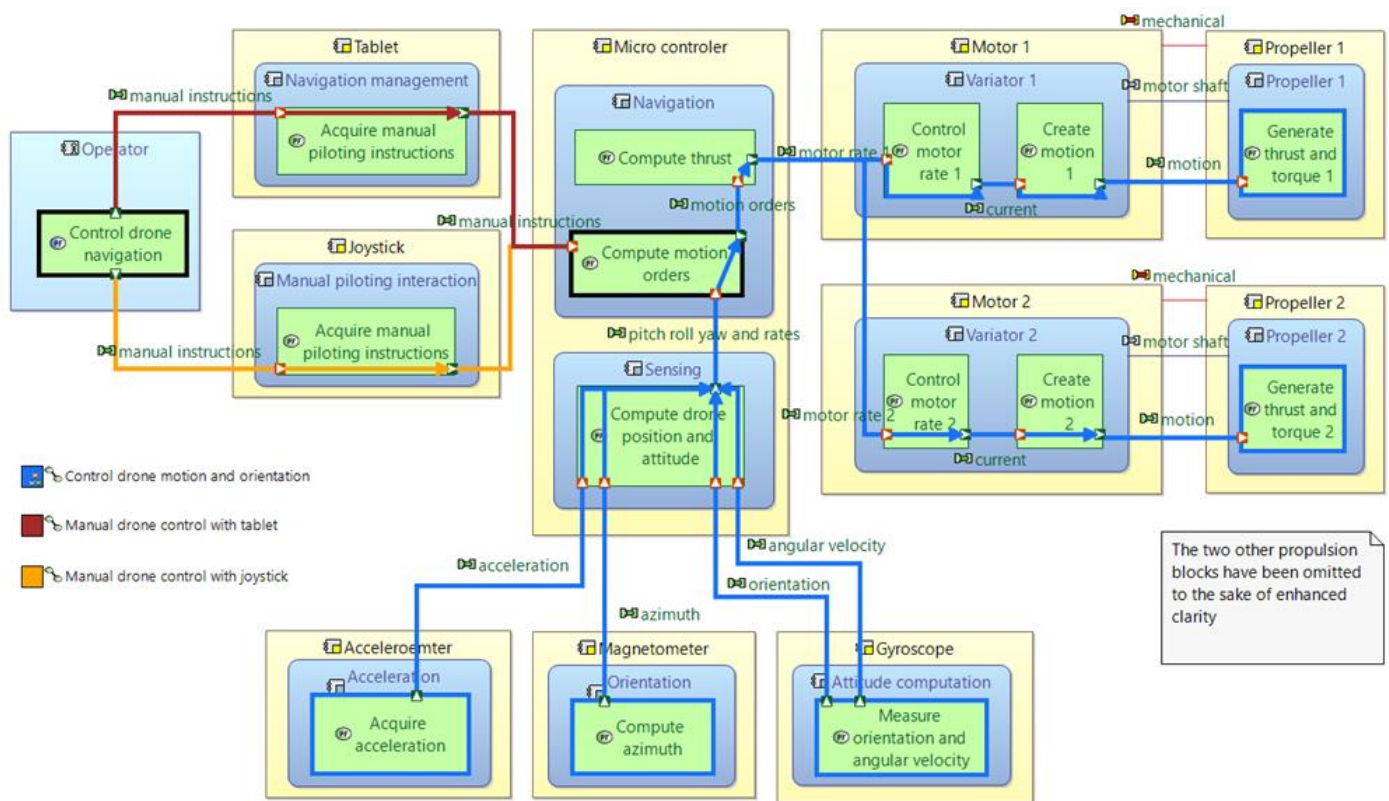 Tablet
Navigation management
manual instructions
Acquire manual
piloting instructions
Operator
Control drone
navigation
manual instructions
Joystick
Manual piloting interaction
Acquire manual
piloting instructions
manual instructions
Micro controler
Navigation
Compute thrust
motion orders
Compute motion
orders
pitch roll yaw and rates
Sensing
Compute drone
position and
attitude
motor rate 1
Motor 1
Variator 1
Control
motor
rate 1
Create
motion
1
current
mechanical
motor shaft
motion
Propeller 1
Propeller 1
Generate
thrust and
torque 1
motor rate 2
Motor 2
Variator 2
Control
motor
rate 2
Create
motion
2
current
mechanical
motor shaft
motion
Propeller 2
Propeller 2
Generate
thrust and
torque 2
Control drone motion and orientation
Manual drone control with tablet
Manual drone control with joystick
acceleration
azimuth
orientation
angular velocity
The two other propulsion
blocks have been omitted
to the sake of enhanced
clarity
Acceleroemter
Acceleration
Acquire
acceleration
Magnetometer
Orientation
Compute
azimuth
Gyroscope
Attitude computation
Measure
orientation and
angular velocity